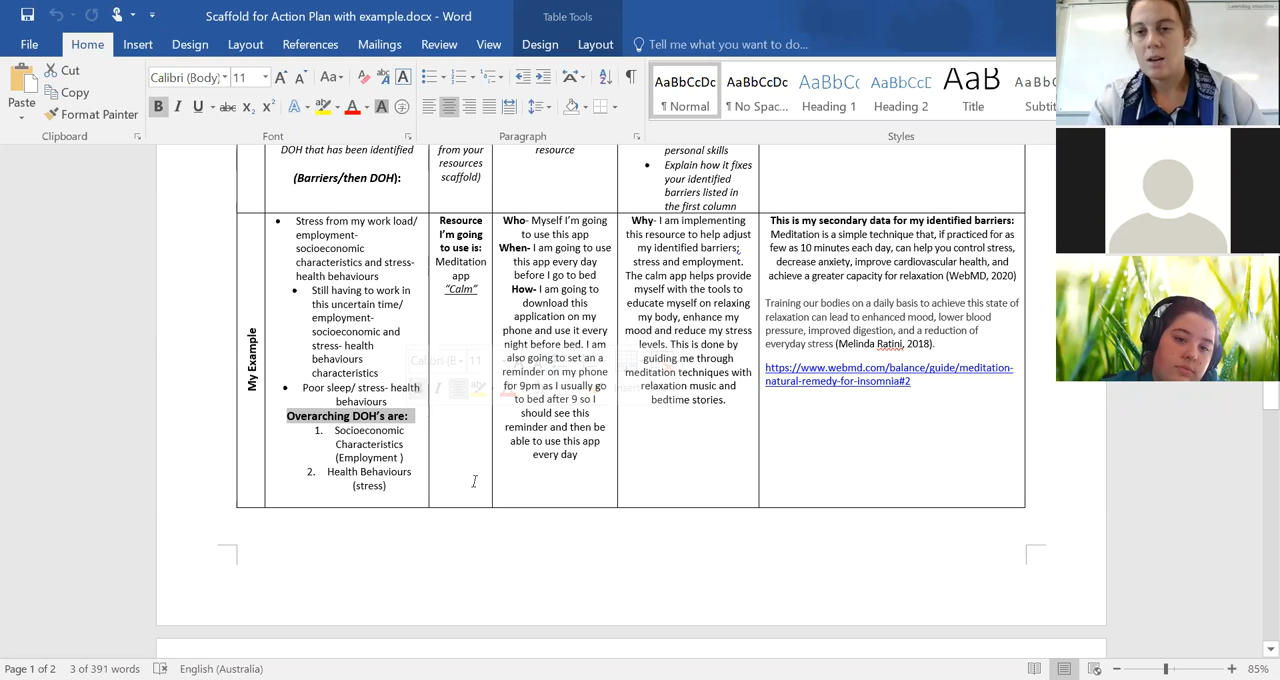 Scaffold for Action Plan with example.docx - Word
Table Tools
File
Home
Insert
Design
Layout
References
Mailings
Review
View
Design
Layout
Tell me what you want to do...
Paste
Cut
Copy
Format Painter
Clipboard
Calibri (Body)
11
Font
Paragraph
AaBbCcDc
¶ Normal
AaBbCcDc
¶ No Spac...
AaBbC(
Heading 1
AaBbCcE
Heading 2
AaB
Title
AaBbC
Subtit
Styles
DOH that has been identified
(Barriers/then DOH):
from your
resources
scaffold)
resource
personal skills
• Explain how it fixes
your identified
barriers listed in
the first column
My Example
• Stress from my work load/
employment-
socioeconomic
characteristics and stress-
health behaviours
• Still having to work in
this uncertain time/
employment-
socioeconomic and
stress- health
behaviours
characteristics
• Poor sleep/ stress- health
behaviours
Overarching DOH's are:
1. Socioeconomic
Characteristics
(Employment )
2. Health Behaviours
(stress)
Resource
I'm going
to use is:
Meditation
app
"Calm"
Who- Myself I'm going
to use this app
When- I am going to use
this app every day
before I go to bed
How- I am going to
download this
application on my
phone and use it every
night before bed. I am
also going to set an a
reminder on my phone
for 9pm as I usually go
to bed after 9 so I
should see this
reminder and then be
able to use this app
every day
Why- I am implementing
this resource to help adjust
my identified barriers;
stress and employment.
The calm app helps provide
myself with the tools to
educate myself on relaxing
my body, enhance my
mood and reduce my stress
levels. This is done by
guiding me through
meditation techniques with
relaxation music and
bedtime stories.
This is my secondary data for my identified barriers:
Meditation is a simple technique that, if practiced for as
few as 10 minutes each day, can help you control stress,
decrease anxiety, improve cardiovascular health, and
achieve a greater capacity for relaxation (WebMD, 2020)
Training our bodies on a daily basis to achieve this state of
relaxation can lead to enhanced mood, lower blood
pressure, improved digestion, and a reduction of
everyday stress (Melinda Ratini, 2018).
https://www.webmd.com/balance/guide/meditation-
natural-remedy-for-insomnia#2
Page 1 of 2
3 of 391 words
English (Australia)
85%